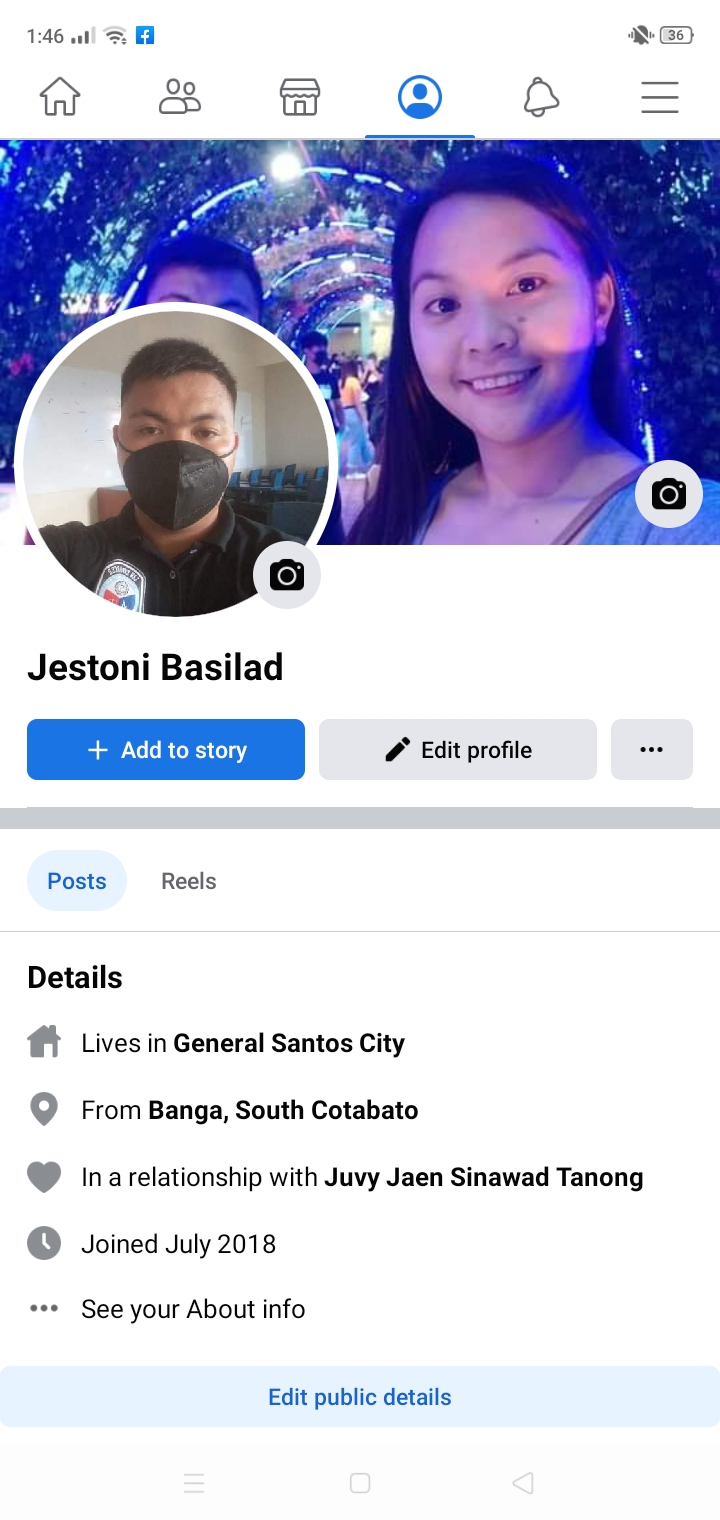 1:46
36
Jestoni Basilad
+ Add to story
Edit profile
Posts
Reels
Details
Lives in General Santos City
From Banga, South Cotabato
In a relationship with Juvy Jaen Sinawad Tanong
Joined July 2018
See your About info
Edit public details